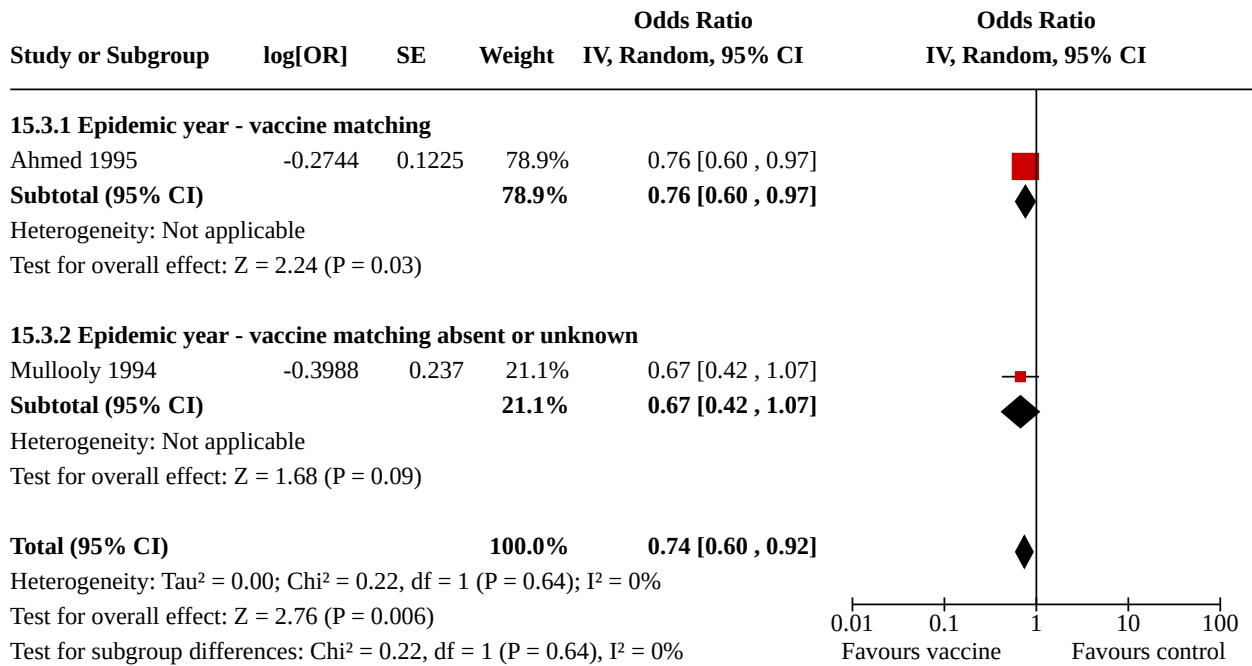 Odds Ratio Odds Ratio
Study or Subgroup log[OR] SE Weight IV, Random, 95% CI IV, Random, 95% CI
15.3.1 Epidemic year - vaccine matching
Ahmed 1995 -0.2744 0.1225 78.9% 0.76 [0.60 , 0.97]
Subtotal (95% CI) 78.9% 0.76 [0.60 , 0.97]
Heterogeneity: Not applicable
Test for overall effect: Z = 2.24 (P = 0.03)
15.3.2 Epidemic year - vaccine matching absent or unknown
Mullooly 1994 -0.3988 0.237 21.1% 0.67 [0.42 , 1.07]
Subtotal (95% CI) 21.1% 0.67 [0.42 , 1.07]
Heterogeneity: Not applicable
Test for overall effect: Z = 1.68 (P = 0.09)
Total (95% CI) 100.0% 0.74 [0.60 , 0.92]
Heterogeneity: Tau² = 0.00; Chi² = 0.22, df = 1 (P = 0.64); I² = 0%
Test for overall effect: Z = 2.76 (P = 0.006) 0.01 0.1 1 10 100
Test for subgroup differences: Chi² = 0.22, df = 1 (P = 0.64), I² = 0% Favours vaccine Favours control